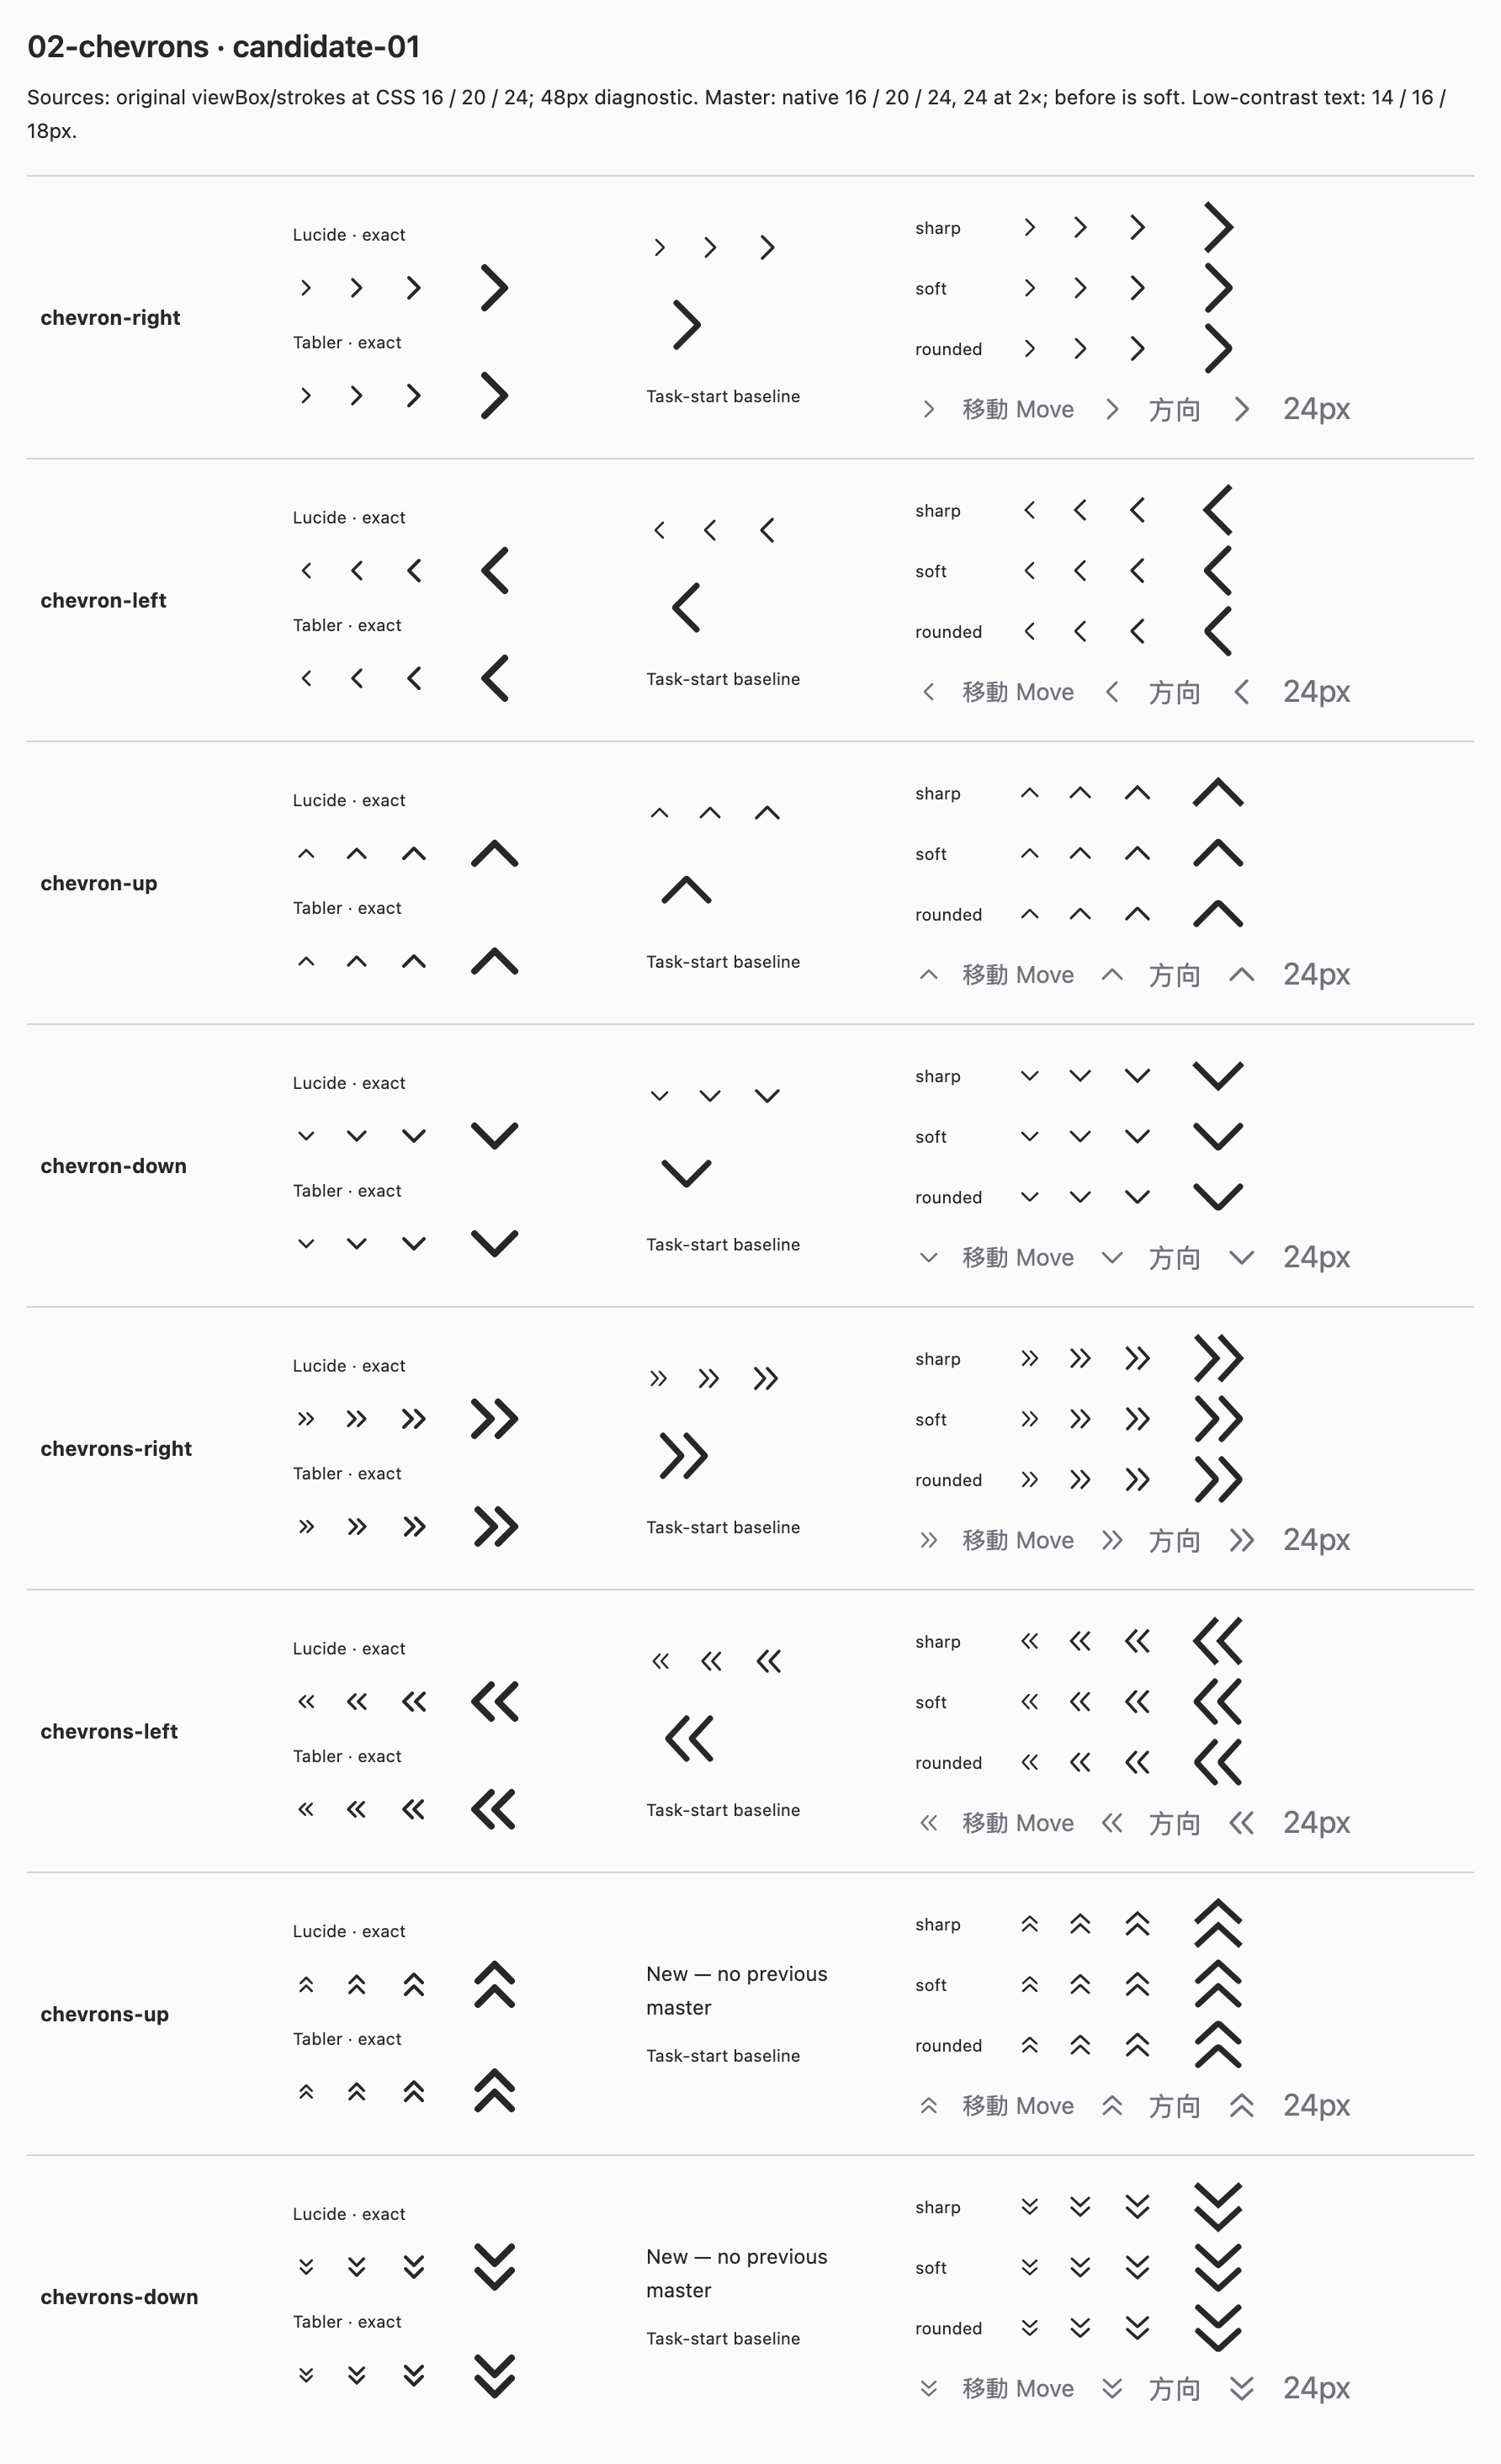 02-chevrons · candidate-01
Sources: original viewBox/strokes at CSS 16 / 20 / 24; 48px diagnostic. Master: native 16 / 20 / 24, 24 at 2×; before is soft. Low-contrast text: 14 / 16 /
18px.
chevron-right
Lucide · exact
Tabler · exact
Task-start baseline
sharp
soft
rounded
移動 Move 方向 24px
chevron-left
Lucide · exact
Tabler · exact
Task-start baseline
sharp
soft
rounded
移動 Move 方向 24px
chevron-up
Lucide · exact
Tabler · exact
Task-start baseline
sharp
soft
rounded
移動 Move 方向 24px
chevron-down
Lucide · exact
Tabler · exact
Task-start baseline
sharp
soft
rounded
移動 Move 方向 24px
chevrons-right
Lucide · exact
Tabler · exact
Task-start baseline
sharp
soft
rounded
移動 Move 方向 24px
chevrons-left
Lucide · exact
Tabler · exact
Task-start baseline
sharp
soft
rounded
移動 Move 方向 24px
chevrons-up
Lucide · exact
Tabler · exact
New — no previous
master
Task-start baseline
sharp
soft
rounded
移動 Move 方向 24px
chevrons-down
Lucide · exact
Tabler · exact
New — no previous
master
Task-start baseline
sharp
soft
rounded
移動 Move 方向 24px